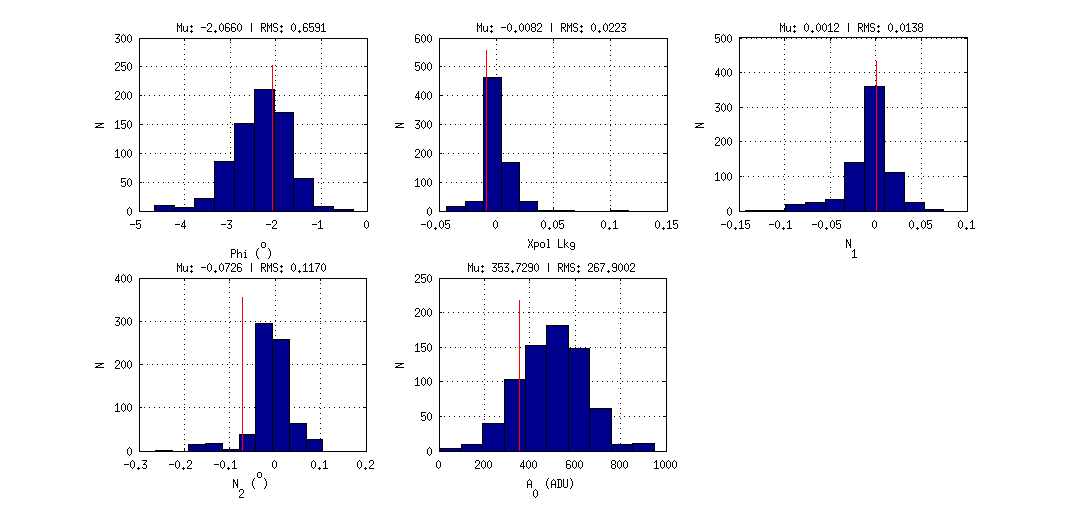 Mu: -2.0660 | RMS: 0.6591
300
250
200
150
100
50
0
N
-5 -4 -3 -2 -1 0
Phi (o)
Mu: -0.0082 | RMS: 0.0223
600
500
400
300
200
100
0
N
-0.05 0 0.05 0.1 0.15
Xpol Lkg
Mu: 0.0012 | RMS: 0.0138
500
400
300
200
100
0
N
-0.15 -0.1 -0.05 0 0.05 0.1
N1
Mu: -0.0726 | RMS: 0.1170
400
300
200
100
0
N
-0.3 -0.2 -0.1 0 0.1 0.2
N2 (o)
Mu: 353.7290 | RMS: 267.9002
250
200
150
100
50
0
N
0 200 400 600 800 1000
A0 (ADU)